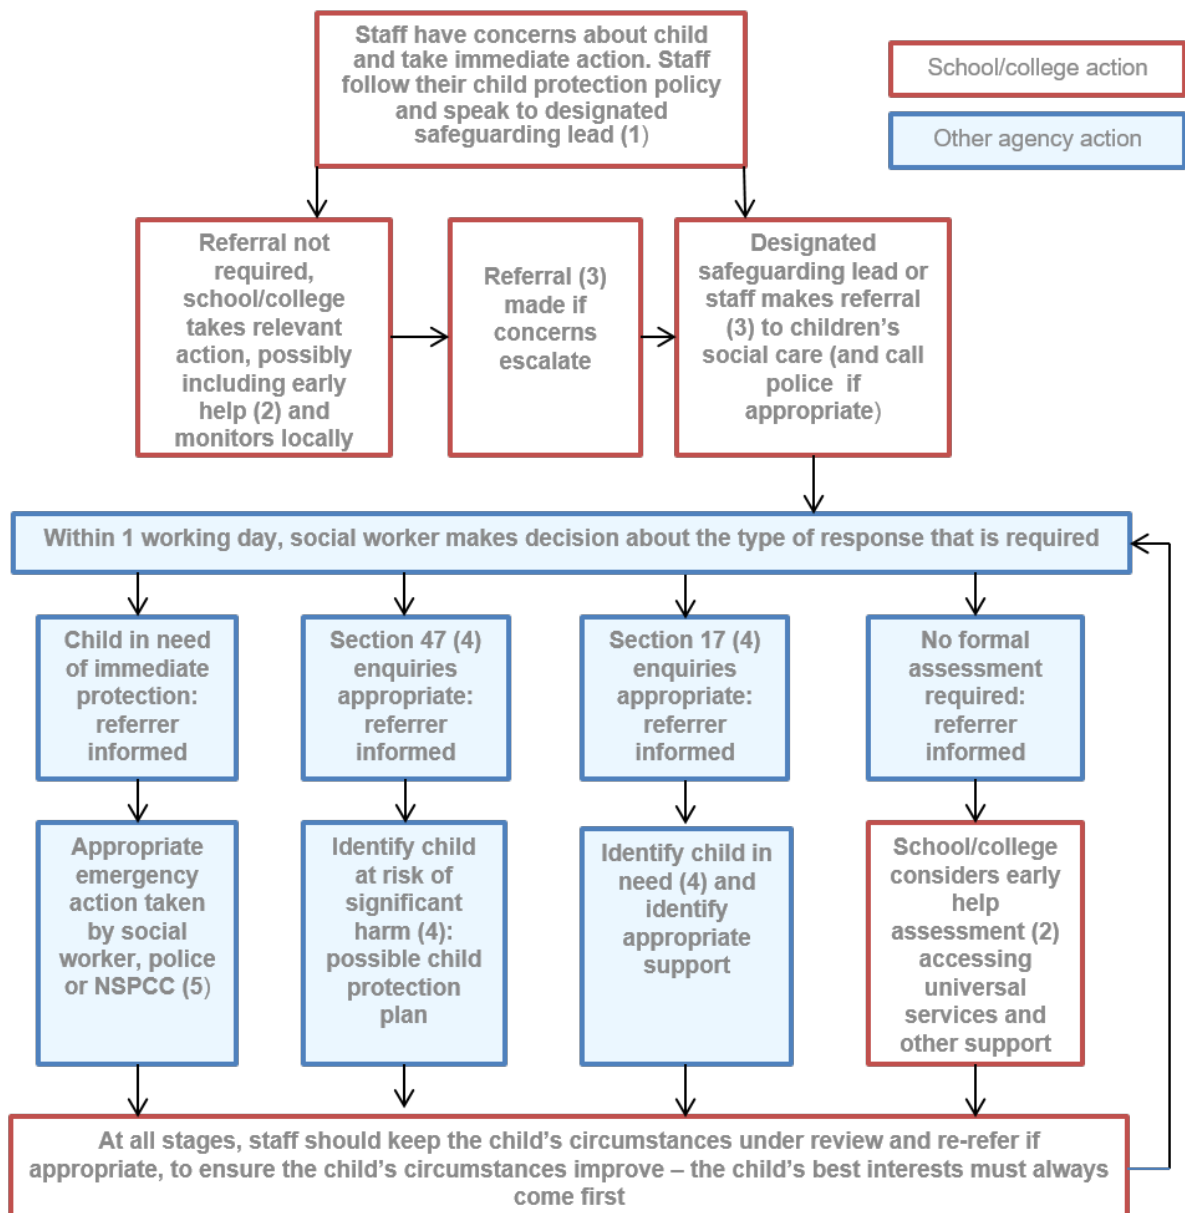 Staff have concerns about child
and take immediate action. Staff
follow their child protection policy
and speak to designated
safeguarding lead (1)
School/college action
Other agency action
Referral not
required,
school/college
takes relevant
action, possibly
including early
help (2) and
monitors locally
Referral (3)
made if
concerns
escalate
Designated
safeguarding lead or
staff makes referral
(3) to children’s
social care (and call
police if
appropriate)
Within 1 working day, social worker makes decision about the type of response that is required
Child in need
of immediate
protection:
referrer
informed
Section 47 (4)
enquiries
appropriate:
referrer
informed
Section 17 (4)
enquiries
appropriate:
referrer
informed
No formal
assessment
required:
referrer
informed
Appropriate
emergency
action taken
by social
worker, police
or NSPCC (5)
Identify child
at risk of
significant
harm (4):
possible child
protection
plan
Identify child in
need (4) and
identify
appropriate
support
School/college
considers early
help
assessment (2)
accessing
universal
services and
other support
At all stages, staff should keep the child’s circumstances under review and re-refer if
appropriate, to ensure the child’s circumstances improve – the child’s best interests must always
come first